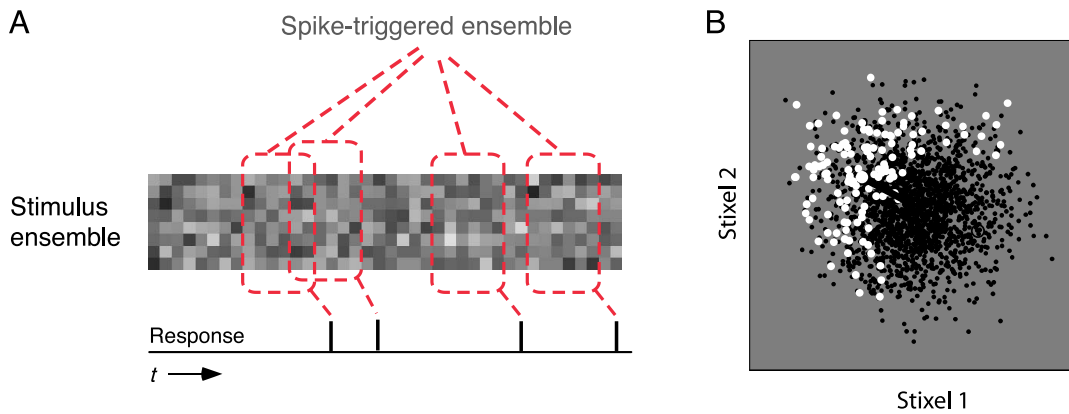 A
Spike-triggered ensemble
Stimulus
ensemble
Response
t
B
Stixel 2
Stixel 1